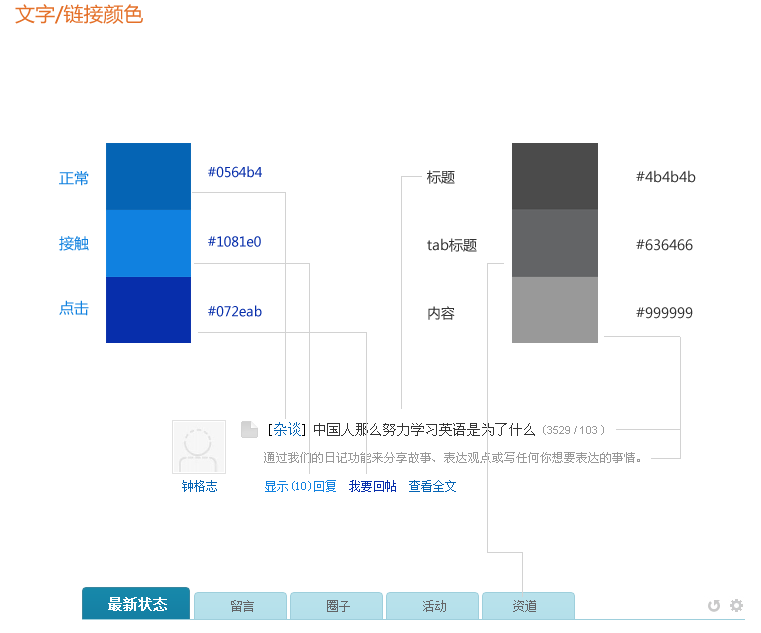 文字/链接颜色
正常 #0564b4 标题 #4b4b4b
接触 #1081e0 tab标题 #636466
点击 #072eab 内容 #999999
[杂谈] 中国人那么努力学习英语是为了什么 (3529 / 103 )
通过我们的日记功能来分享故事、表达观点或写任何你想要表达的事情。
钟格志 显示(10)回复 我要回帖 查看全文
最新状态 留言 圈子 活动 资道